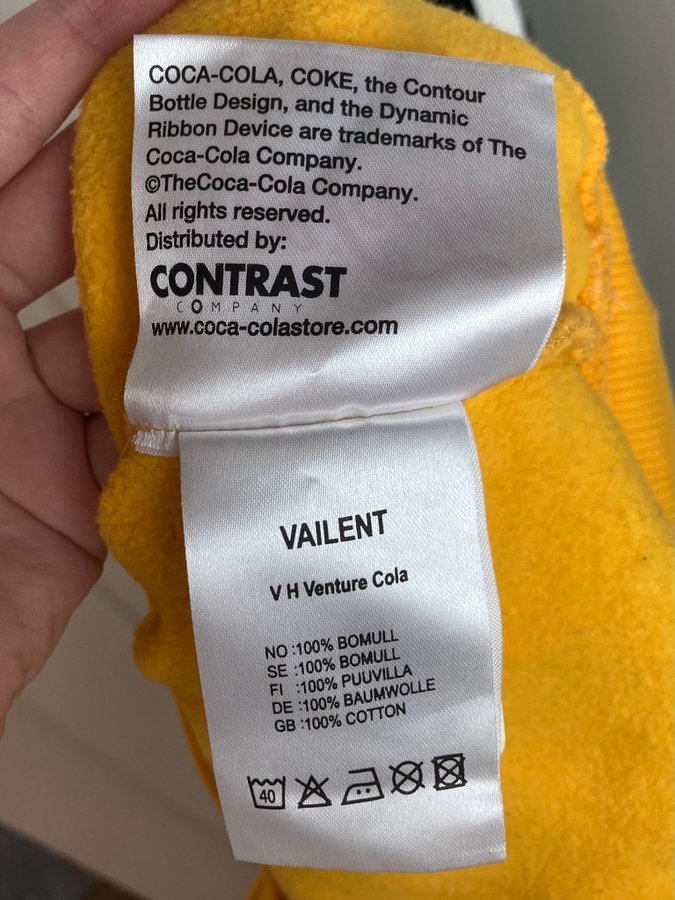 COCA-COLA, COKE, the Contour
Bottle Design, and the Dynamic
Ribbon Device are trademarks of The
Coca-Cola Company.
©TheCoca-Cola Company.
All rights reserved.
Distributed by:
CONTRAST
COMPANY
www.coca-colastore.com
VAILENT
V H Venture Cola
NO :100% BOMULL
SE :100% BOMULL
FI :100% PUUVILLA
DE :100% BAUMWOLLE
GB :100% COTTON
40